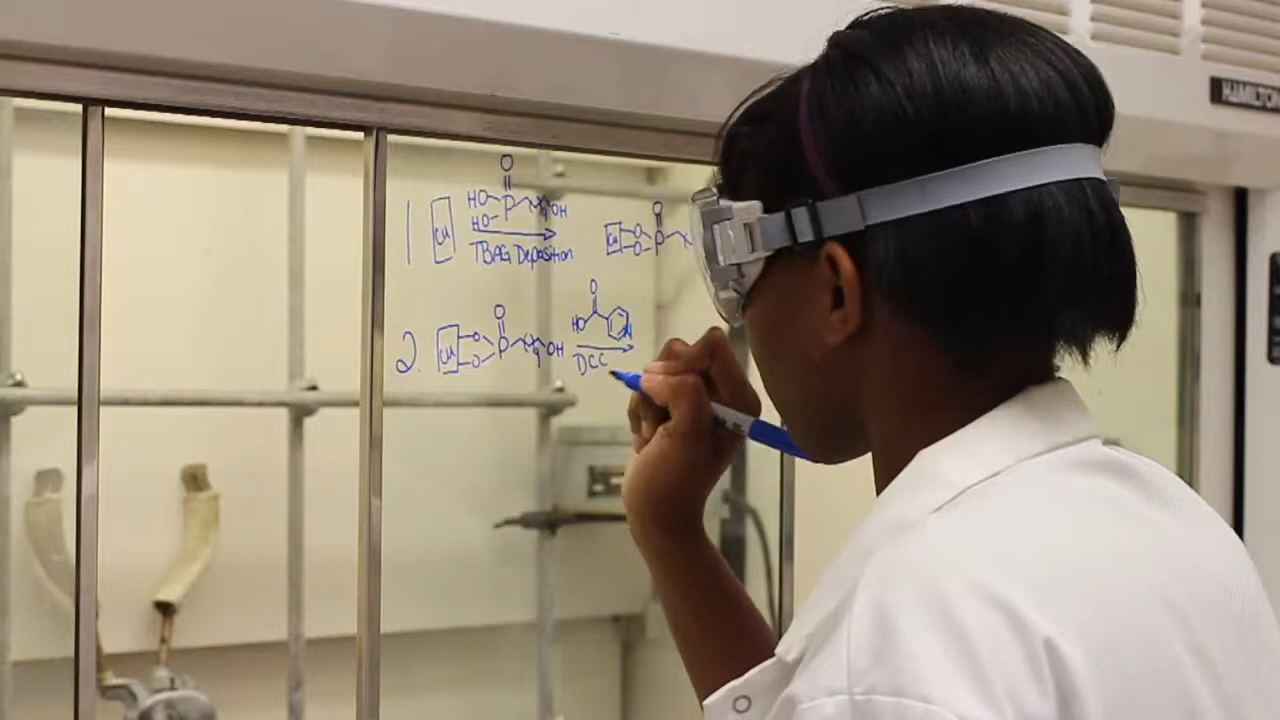 HAMILTON
O
1 Cu HO HO P OH Cu O O P O
TBAG Deposition
2. Cu O O P O OH HO O N
DCC